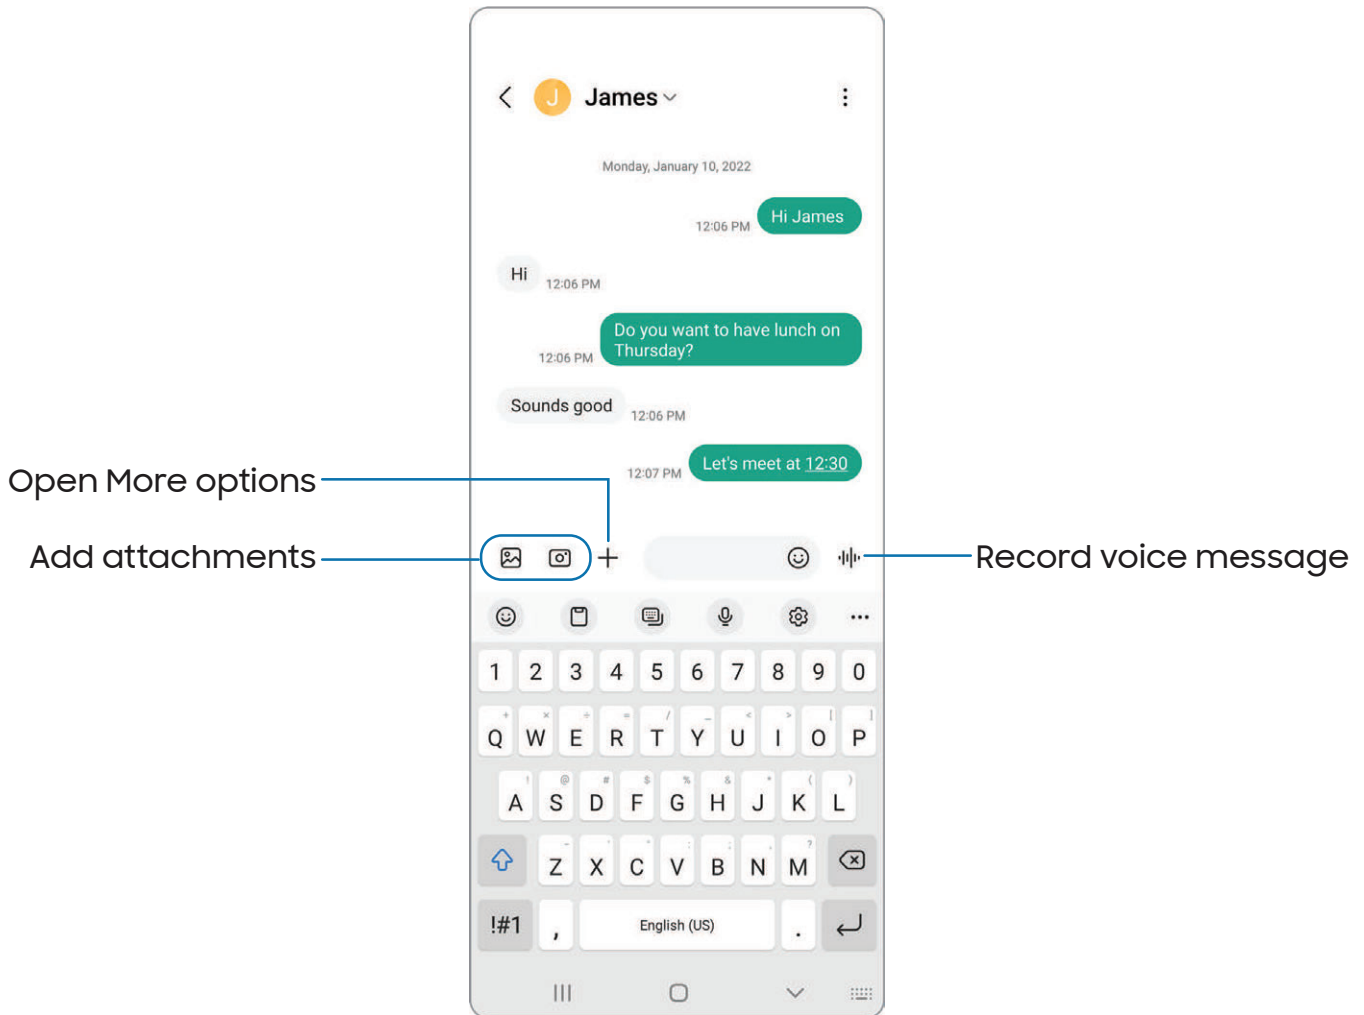 J James
Monday, January 10, 2022
12:06 PM Hi James
Hi 12:06 PM
Do you want to have lunch on
12:06 PM Thursday?
Sounds good 12:06 PM
12:07 PM Let's meet at 12:30
Open More options
Add attachments
Record voice message
1 2 3 4 5 6 7 8 9 0
+ × ÷ = / _ < > [ ]
Q W E R T Y U I O P
! @ # $ % & * ( )
A S D F G H J K L
- ' " : ; , ?
Z X C V B N M
!#1 , English (US) .